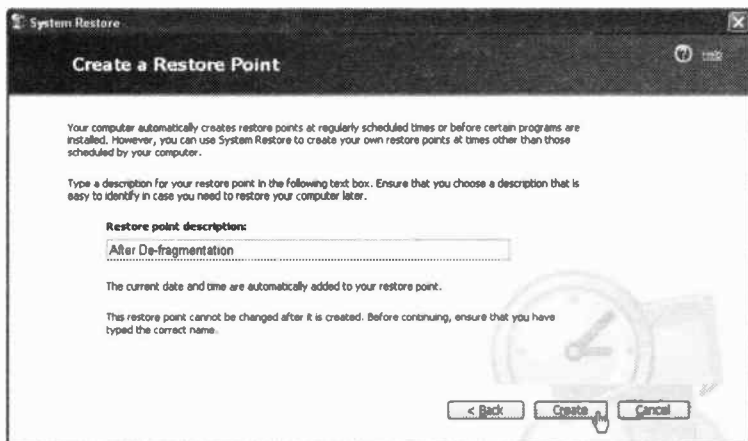 System Restore
Create a Restore Point
Help
Your computer automatically creates restore points at regularly scheduled times or before certain programs are
installed. However, you can use System Restore to create your own restore points at times other than those
scheduled by your computer.
Type a description for your restore point in the following text box. Ensure that you choose a description that is
easy to identify in case you need to restore your computer later.
Restore point description:
After De-fragmentation
The current date and time are automatically added to your restore point.
This restore point cannot be changed after it is created. Before continuing, ensure that you have
typed the correct name.
< Back Create Cancel